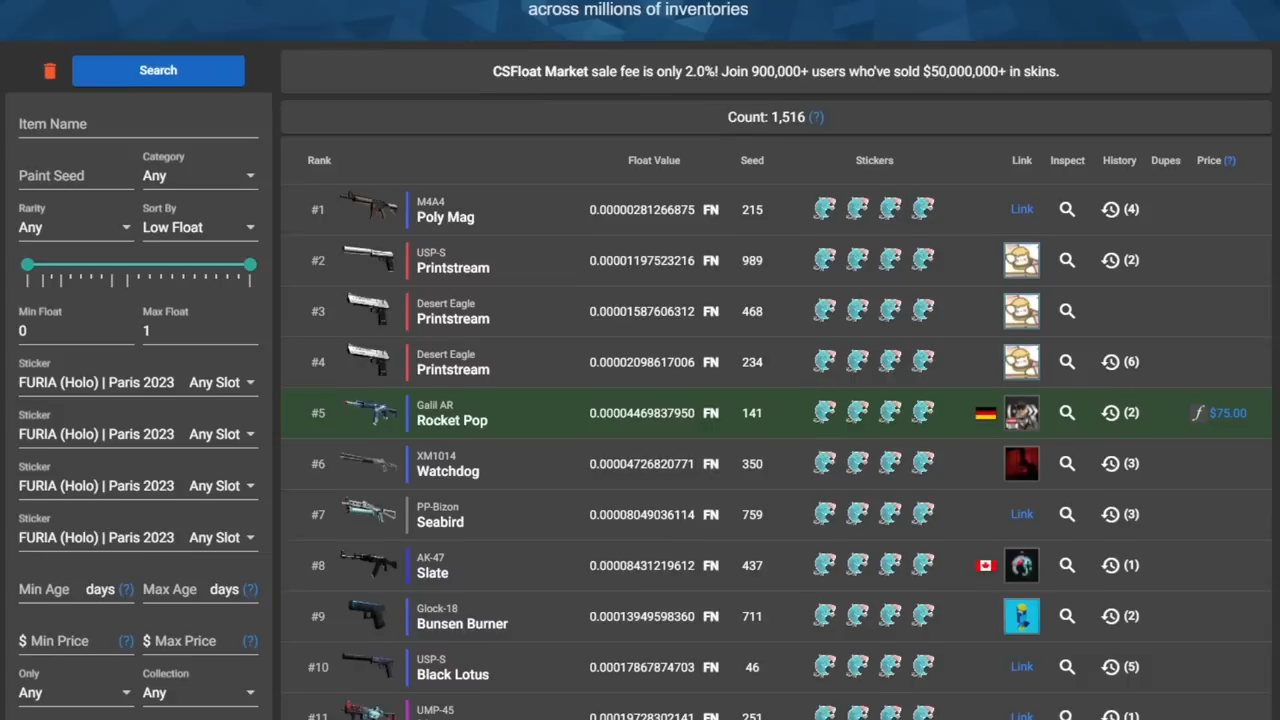 across millions of inventories
Search
CSFloat Market sale fee is only 2.0%! Join 900,000+ users who've sold $50,000,000+ in skins.
Count: 1,516 (?)
Item Name
Category
Paint Seed Any
Rarity Sort By
Any Low Float
Min Float Max Float
0 1
Sticker
FURIA (Holo) | Paris 2023 Any Slot
Sticker
FURIA (Holo) | Paris 2023 Any Slot
Sticker
FURIA (Holo) | Paris 2023 Any Slot
Sticker
FURIA (Holo) | Paris 2023 Any Slot
Min Age days (?) Max Age days (?)
$ Min Price (?) $ Max Price (?)
Only Collection
Any Any
Rank Float Value Seed Stickers Link Inspect History Dupes Price (?)
M4A4
#1 Poly Mag 0.00000281266875 FN 215 Link (4)
USP-S
#2 Printstream 0.00001197523216 FN 989 (2)
Desert Eagle
#3 Printstream 0.00001587606312 FN 468
Desert Eagle
#4 Printstream 0.00002098617006 FN 234 (6)
Galil AR
#5 Rocket Pop 0.00004469837950 FN 141 (2) f $75.00
XM1014
#6 Watchdog 0.00004726820771 FN 350 (3)
PP-Bizon
#7 Seabird 0.00008049036114 FN 759 Link (3)
AK-47
#8 Slate 0.00008431219612 FN 437 (1)
Glock-18
#9 Bunsen Burner 0.00013949598360 FN 711 (2)
USP-S
#10 Black Lotus 0.00017867874703 FN 46 Link (5)
UMP-45
#11 0.00019728302141 FN 251 Link (1)